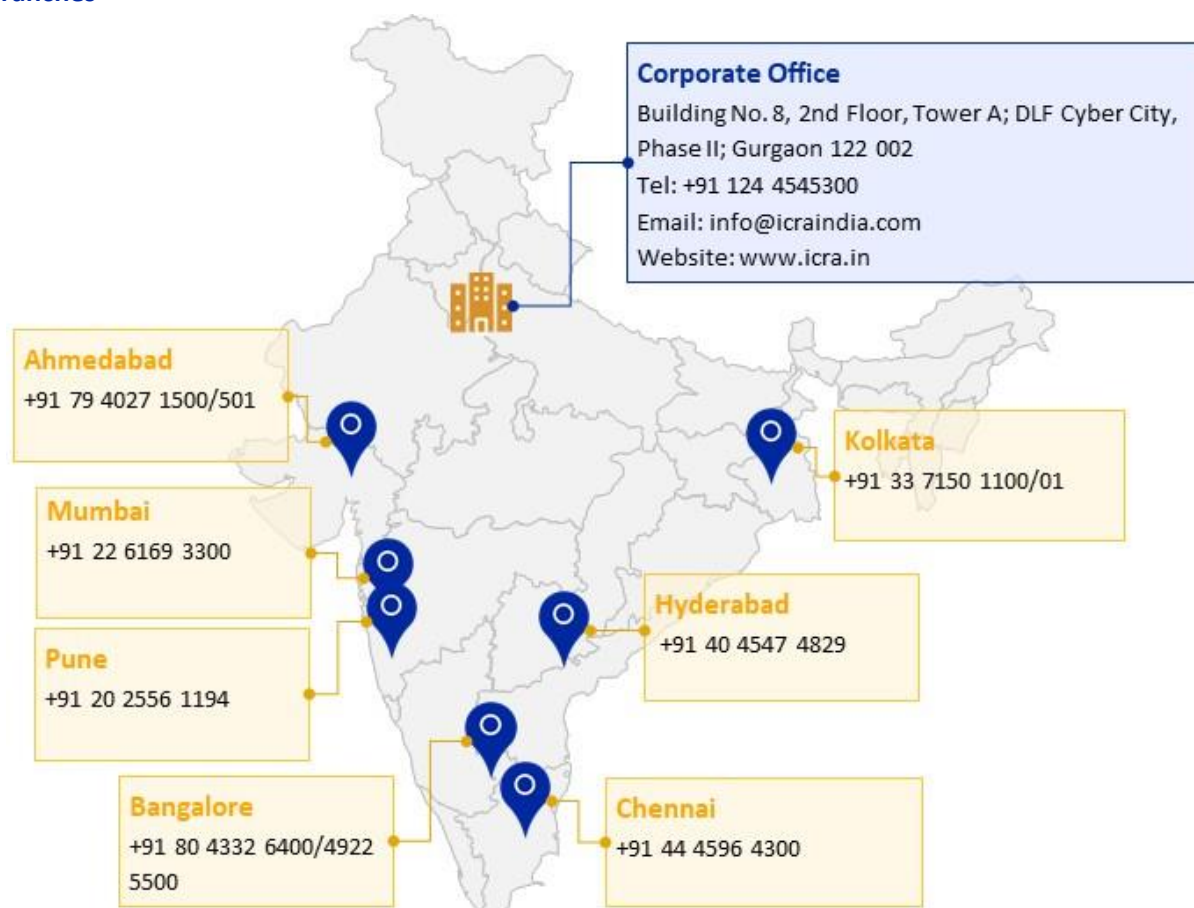 Corporate Office
Building No. 8, 2nd Floor, Tower A; DLF Cyber City,
Phase II; Gurgaon 122 002
Tel: +91 124 4545300
Email: info@icraindia.com
Website: www.icra.in
Ahmedabad
+91 79 4027 1500/501
Kolkata
+91 33 7150 1100/01
Mumbai
+91 22 6169 3300
Hyderabad
+91 40 4547 4829
Pune
+91 20 2556 1194
Bangalore
+91 80 4332 6400/4922
5500
Chennai
+91 44 4596 4300